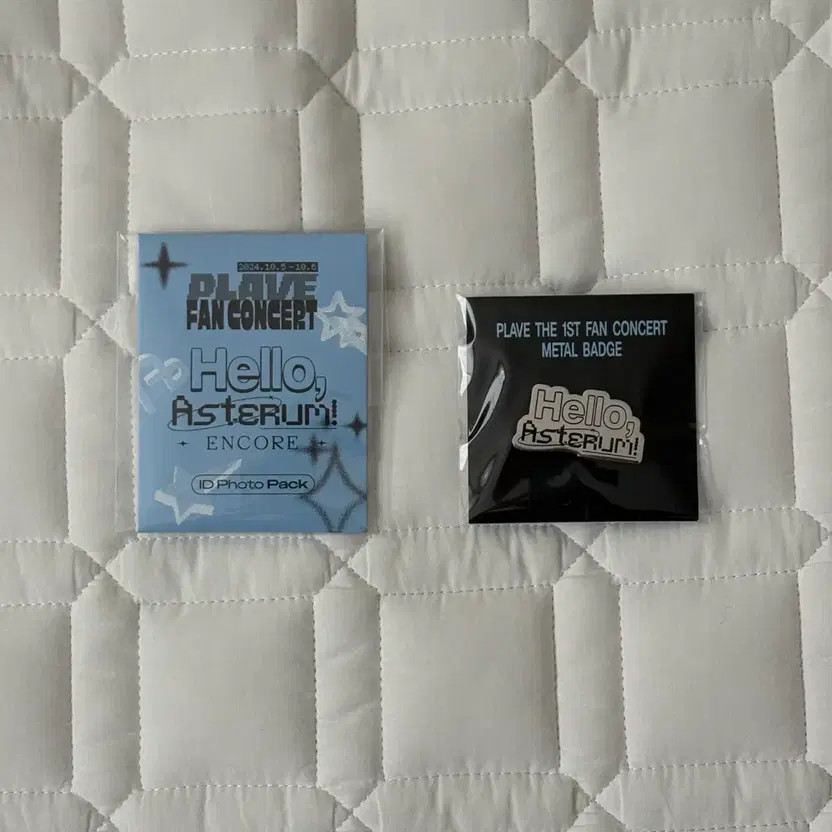 2024.10.5-10.6
PLAVE
FAN CONCERT
Hello,
Asterum!
ENCORE
ID Photo Pack
PLAVE THE 1ST FAN CONCERT
METAL BADGE
Hello,
Asterum!